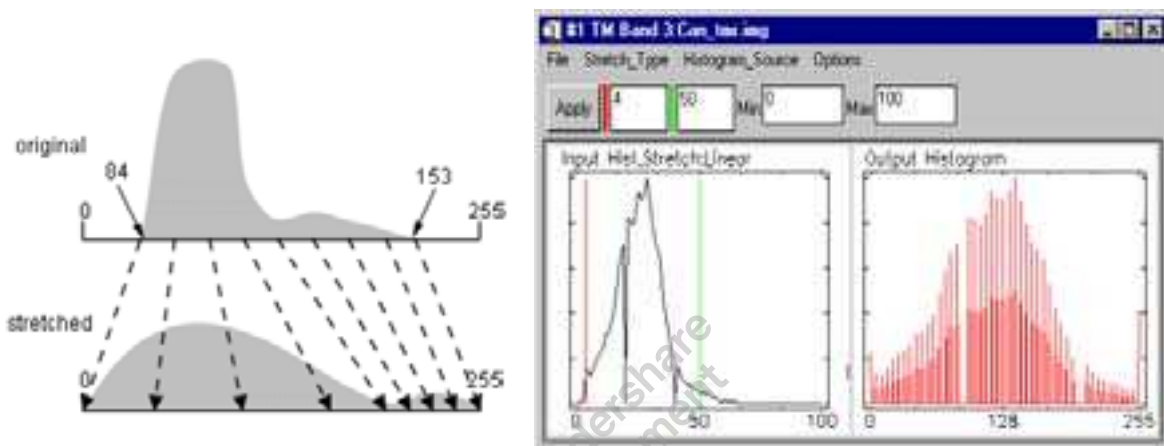 original
84
153
0
255
stretched
0
255
#1 TM Band 3:Can_tmr.img
File Stretch_Type Histogram_Source Options
Apply 4 50 Min 0 Max 100
Input Hist. Stretch:Linear
Output Histogram
0 50 100
0 128 255